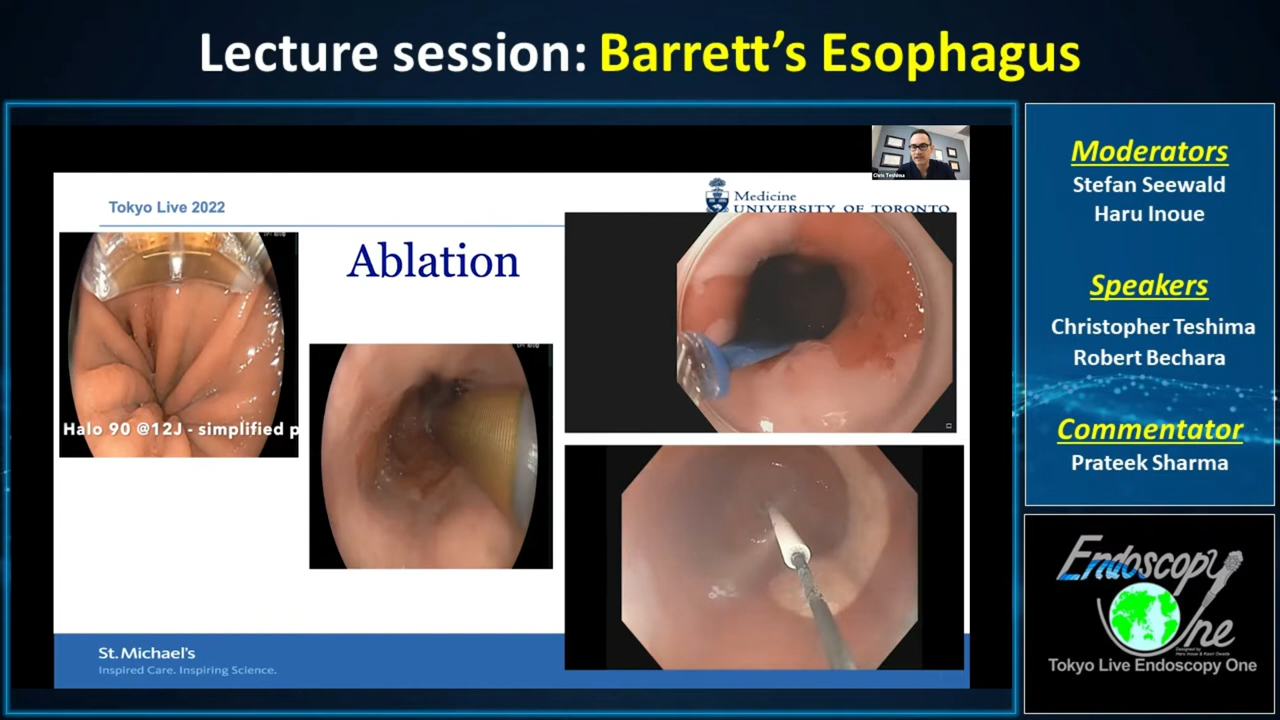 Lecture session: Barrett's Esophagus
Chris Teshima
Tokyo Live 2022
Medicine
UNIVERSITY OF TORONTO
Ablation
Halo 90 @12J - simplified p
St. Michael's
Inspired Care. Inspiring Science.
Moderators
Stefan Seewald
Haru Inoue
Speakers
Christopher Teshima
Robert Bechara
Commentator
Prateek Sharma
Endoscopy
One
Tokyo Live Endoscopy One